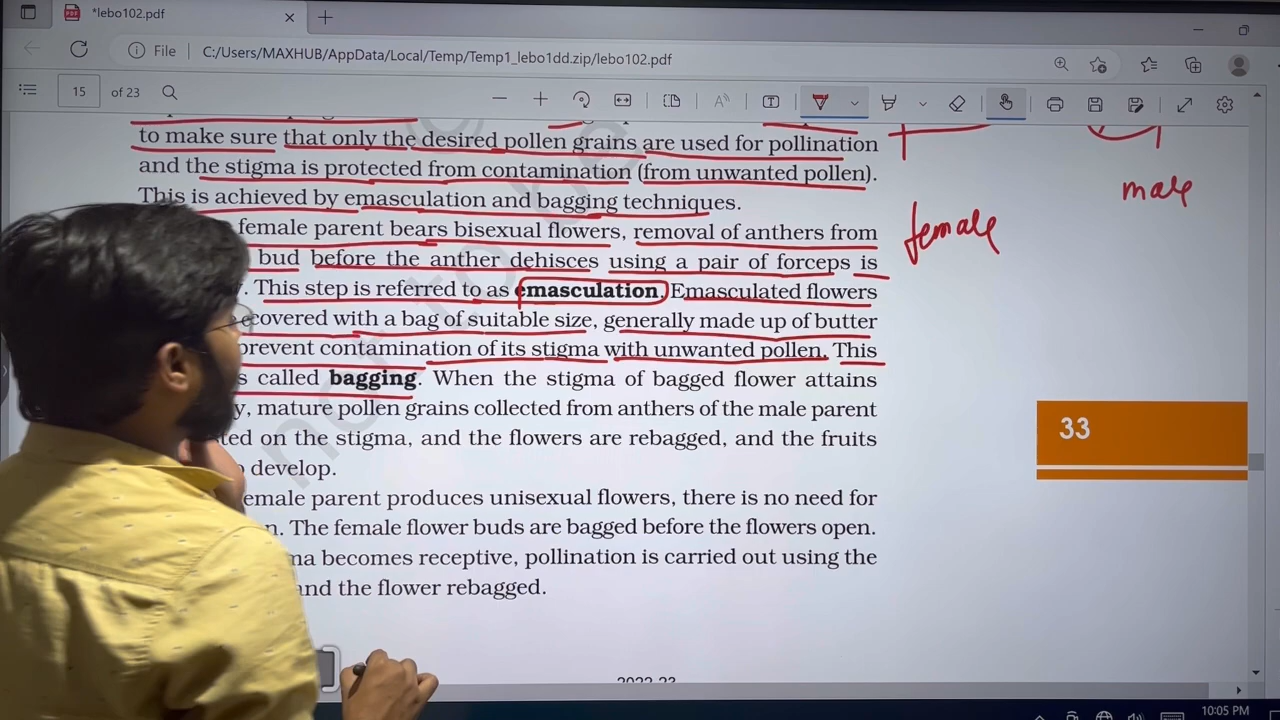 *lebo102.pdf
File C:/Users/MAXHUB/AppData/Local/Temp/Temp1_lebo1dd.zip/lebo102.pdf
15 of 23
to make sure that only the desired pollen grains are used for pollination
and the stigma is protected from contamination (from unwanted pollen).
This is achieved by emasculation and bagging techniques.
female parent bears bisexual flowers, removal of anthers from
bud before the anther dehisces using a pair of forceps is
. This step is referred to as emasculation. Emasculated flowers
covered with a bag of suitable size, generally made up of butter
prevent contamination of its stigma with unwanted pollen. This
called bagging. When the stigma of bagged flower attains
mature pollen grains collected from anthers of the male parent
on the stigma, and the flowers are rebagged, and the fruits
develop.
female parent produces unisexual flowers, there is no need for
. The female flower buds are bagged before the flowers open.
becomes receptive, pollination is carried out using the
and the flower rebagged.
male
female
33
2022-23
10:05 PM